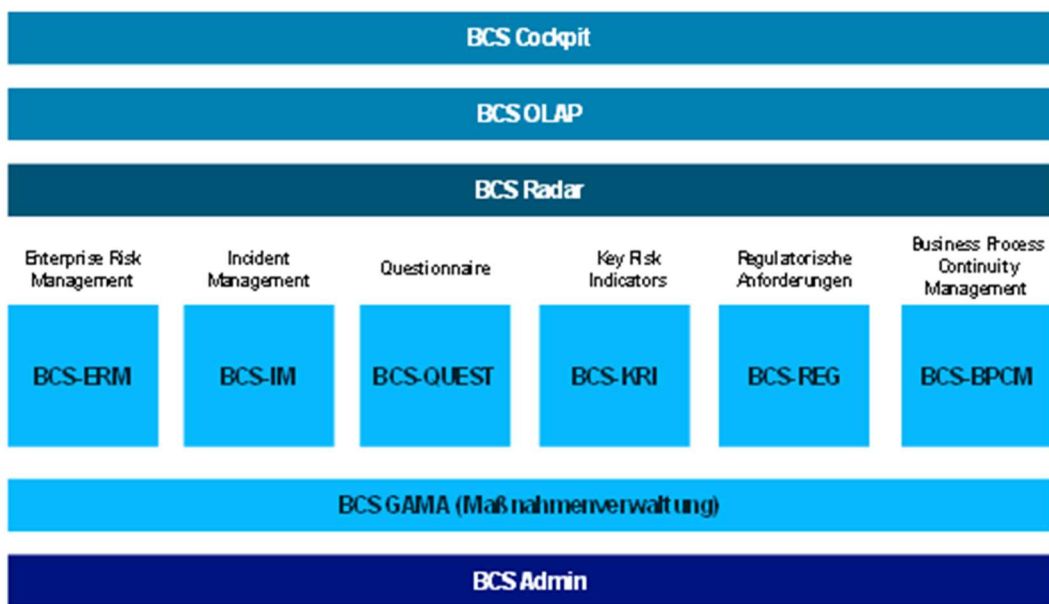 BCS Cockpit
BCS OLAP
BCS Radar
Enterprise Risk
Management
Incident
Management
Questionnaire
Key Risk
Indicators
Regulatorische
Anforderungen
Business Process
Continuity
Management
BCS-ERM
BCS-IM
BCS-QUEST
BCS-KRI
BCS-REG
BCS-BPCM
BCS GAMA (Maßnahmenverwaltung)
BCS Admin